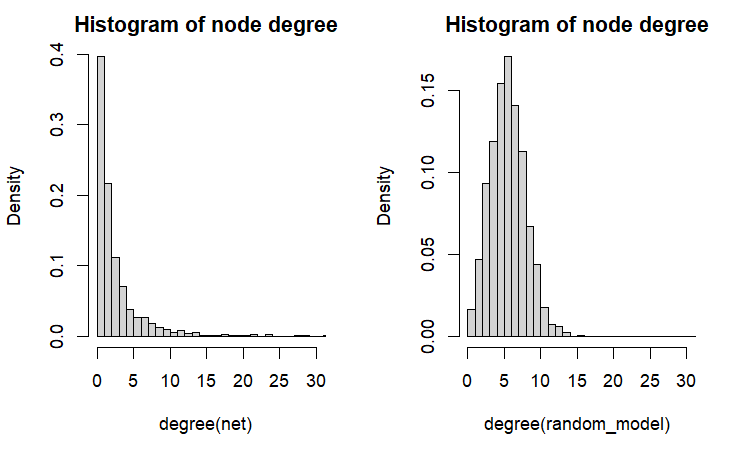 Histogram of node degree
Density
0.0 0.1 0.2 0.3 0.4
0 5 10 15 20 25 30
degree(net)
Histogram of node degree
Density
0.00 0.05 0.10 0.15
0 5 10 15 20 25 30
degree(random_model)